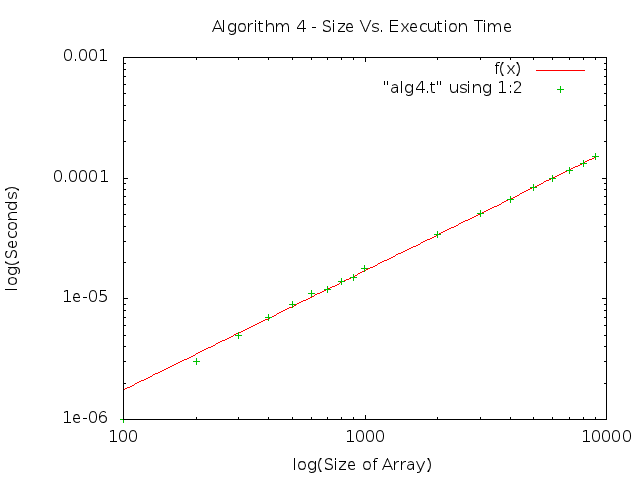 Algorithm 4 - Size Vs. Execution Time
0.001
f(x)
"alg4.t" using 1:2
0.0001
log(Seconds)
1e-05
1e-06
100 1000 10000
log(Size of Array)